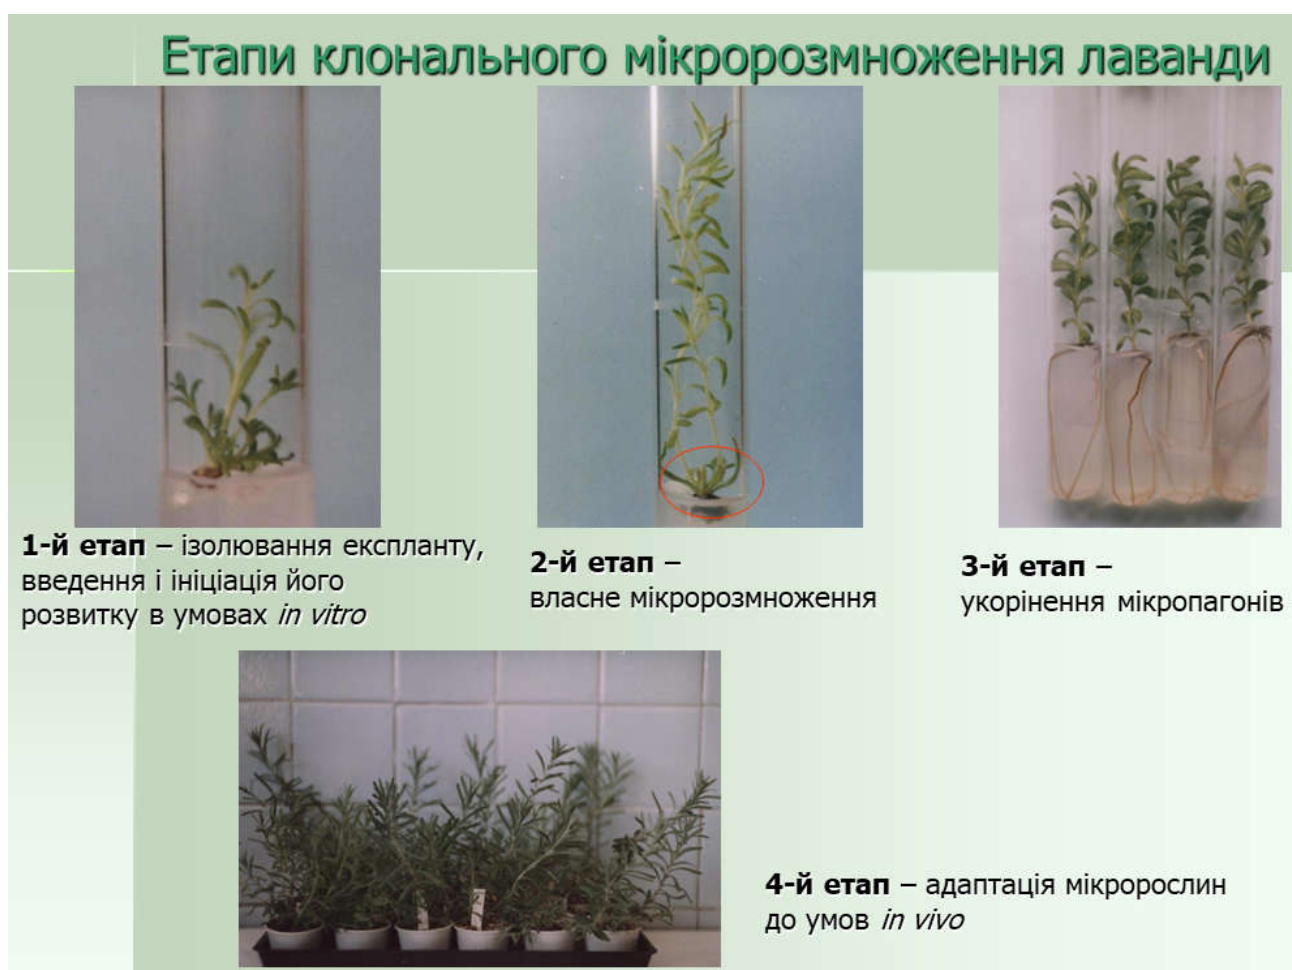 Етапи клонального мікророзмноження лаванди
1-й етап – ізолювання експланту,
введення і ініціація його
розвитку в умовах in vitro
2-й етап –
власне мікророзмноження
3-й етап –
укорінення мікропагонів
4-й етап – адаптація мікророслин
до умов in vivo